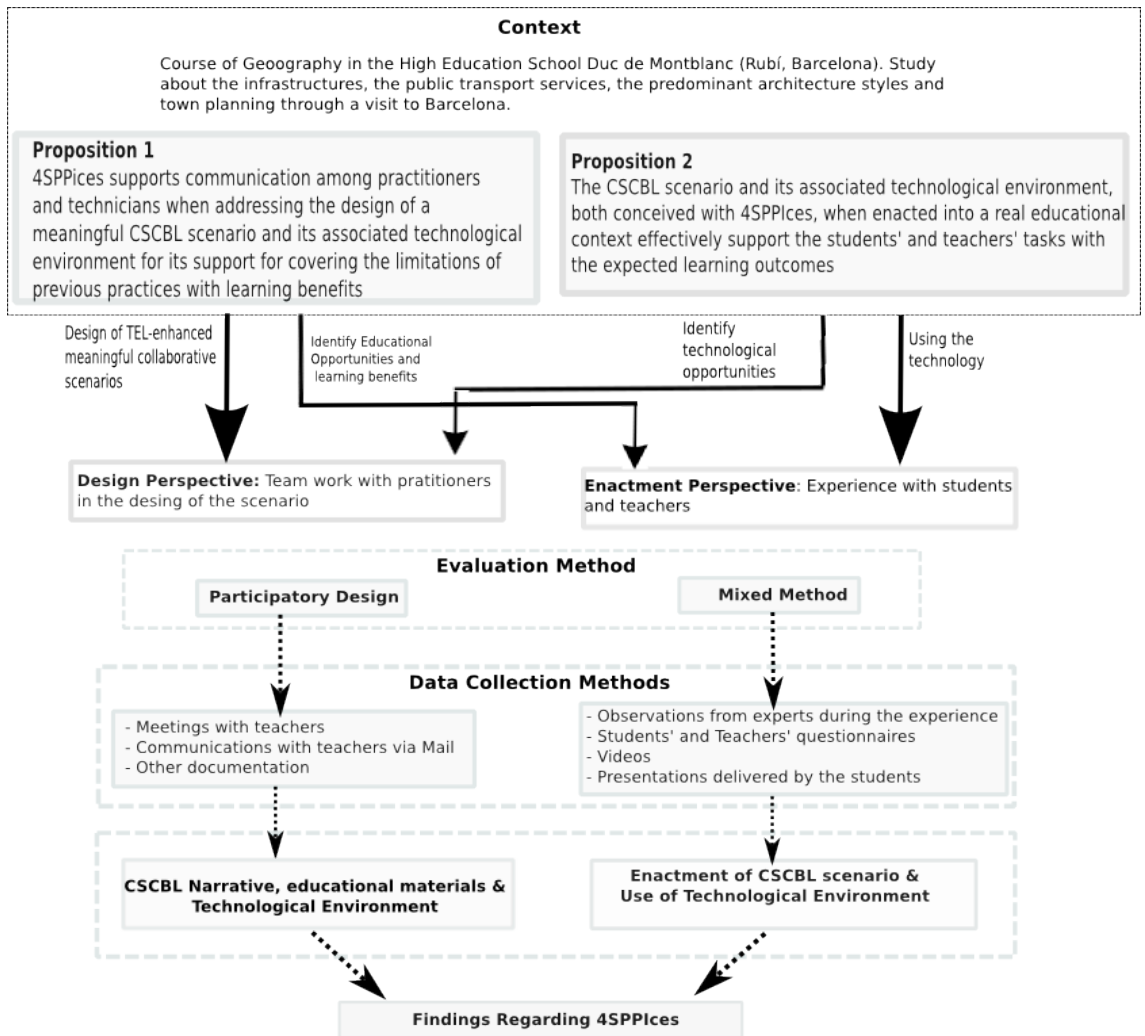 Context
Course of Geoography in the High Education School Duc de Montblanc (Rubí, Barcelona). Study
about the infrastructures, the public transport services, the predominant architecture styles and
town planning through a visit to Barcelona.
Proposition 1
4SPPices supports communication among practitioners
and technicians when addressing the design of a
meaningful CSCBL scenario and its associated technological
environment for its support for covering the limitations of
previous practices with learning benefits
Proposition 2
The CSCBL scenario and its associated technological environment,
both conceived with 4SPPIces, when enacted into a real educational
context effectively support the students' and teachers' tasks with
the expected learning outcomes
Design of TEL-enhanced
meaningful collaborative
scenarios
Identify Educational
Opportunities and
learning benefits
Identify
technological
opportunities
Using the
technology
Design Perspective: Team work with pratitioners
in the desing of the scenario
Enactment Perspective: Experience with students
and teachers
Evaluation Method
Participatory Design
Mixed Method
Data Collection Methods
- Meetings with teachers
- Communications with teachers via Mail
- Other documentation
- Observations from experts during the experience
- Students' and Teachers' questionnaires
- Videos
- Presentations delivered by the students
CSCBL Narrative, educational materials &
Technological Environment
Enactment of CSCBL scenario &
Use of Technological Environment
Findings Regarding 4SPPIces